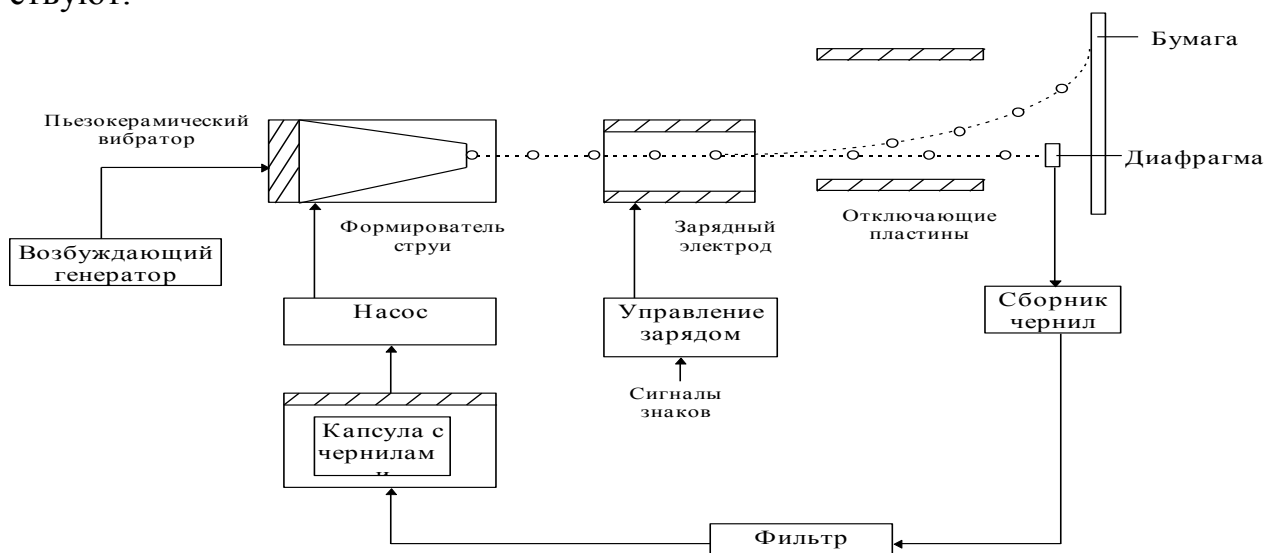 ствуют.
Бумага
Пьезокерамический
вибратор
Диафрагма
Формирователь
струи
Зарядный
электрод
Отключающие
пластины
Возбуждающий
генератор
Насос
Управление
зарядом
Сборник
чернил
Сигналы
знаков
Капсула с
чернилам
и
Фильтр